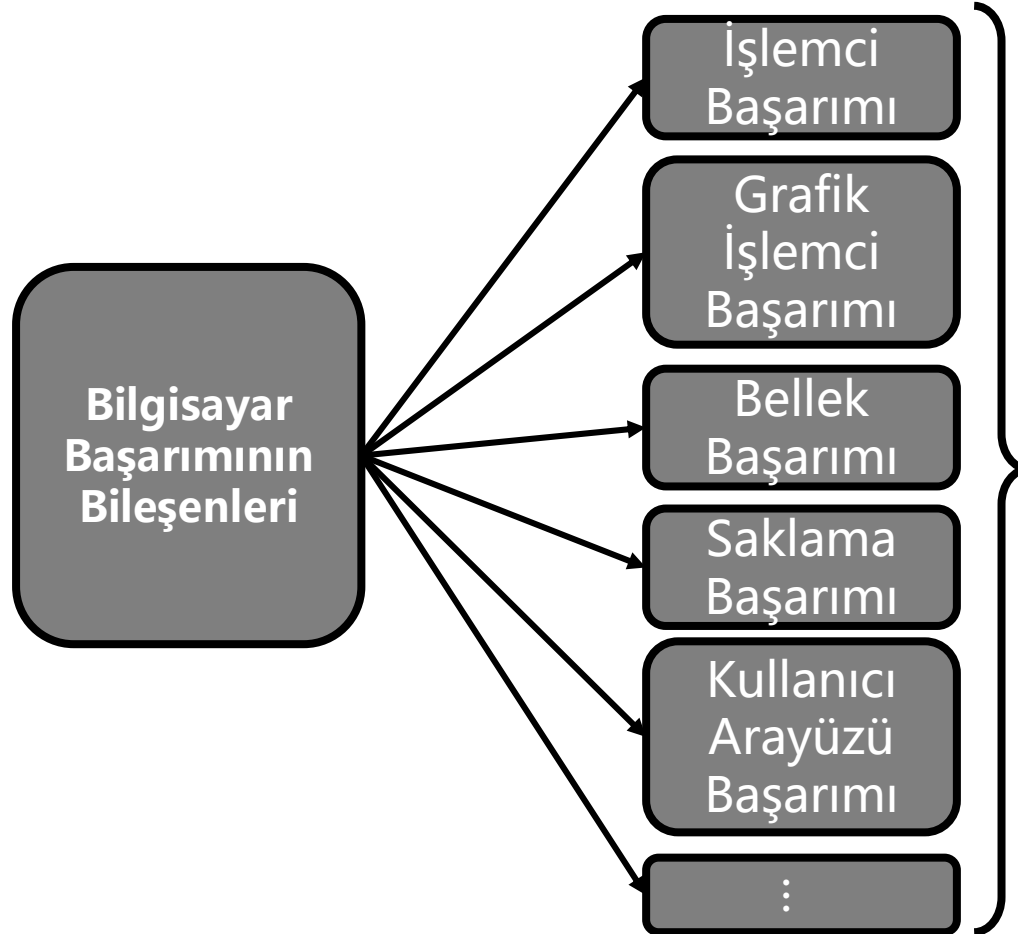 Bilgisayar
Başarımının
Bileşenleri
İşlemci
Başarımı
Grafik
İşlemci
Başarımı
Bellek
Başarımı
Saklama
Başarımı
Kullanıcı
Arayüzü
Başarımı
⋮